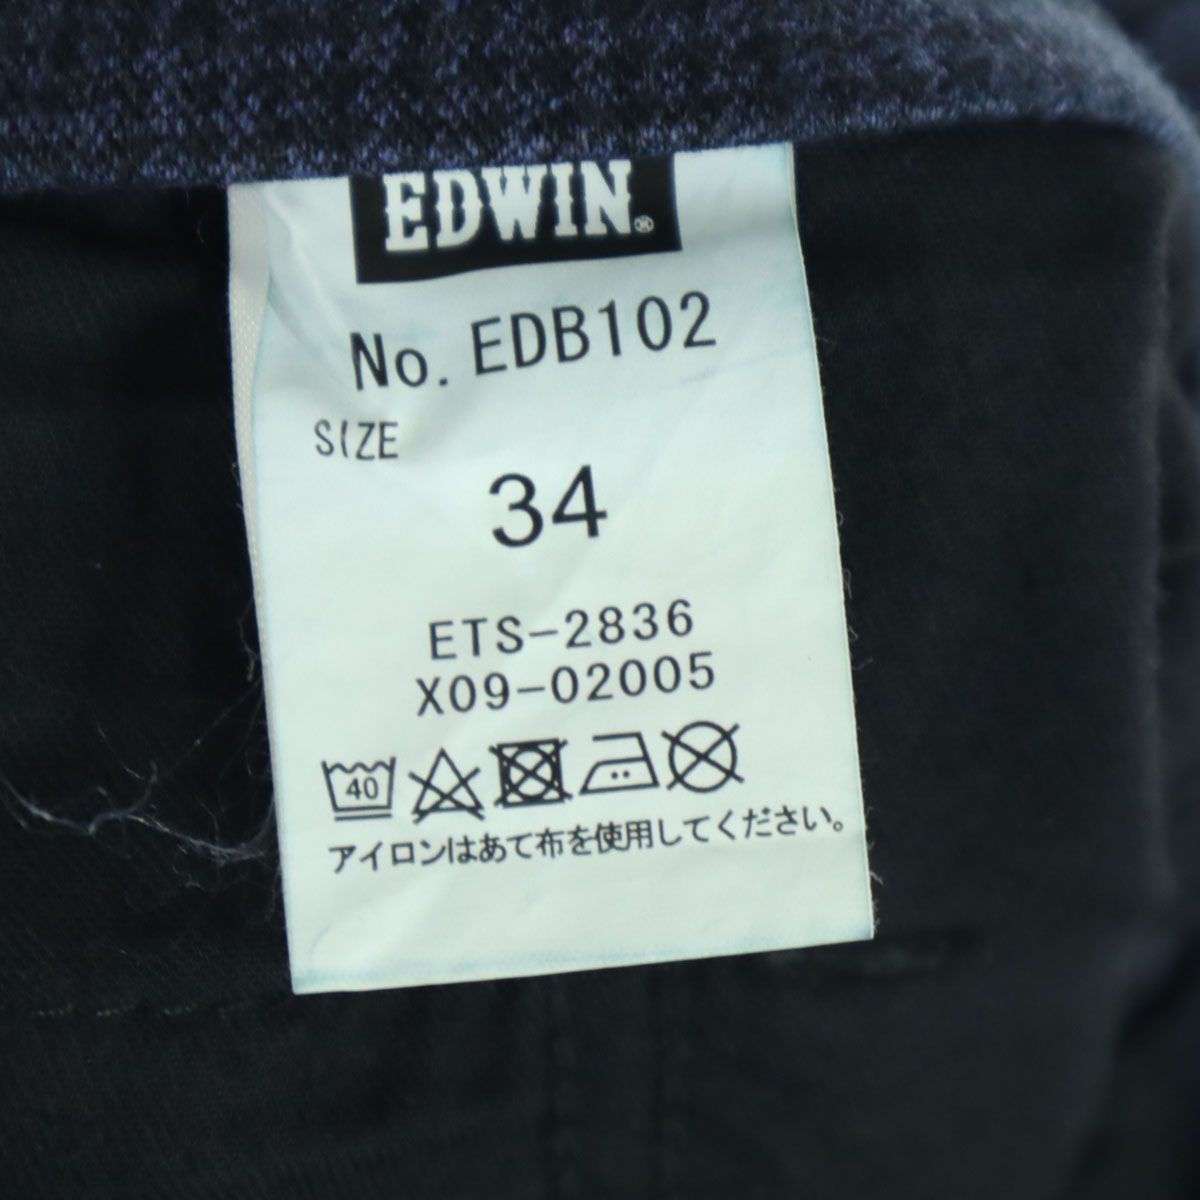 EDWIN®
No. EDB102
SIZE
34
ETS-2836
X09-02005
40
アイロンはあて布を使用してください。